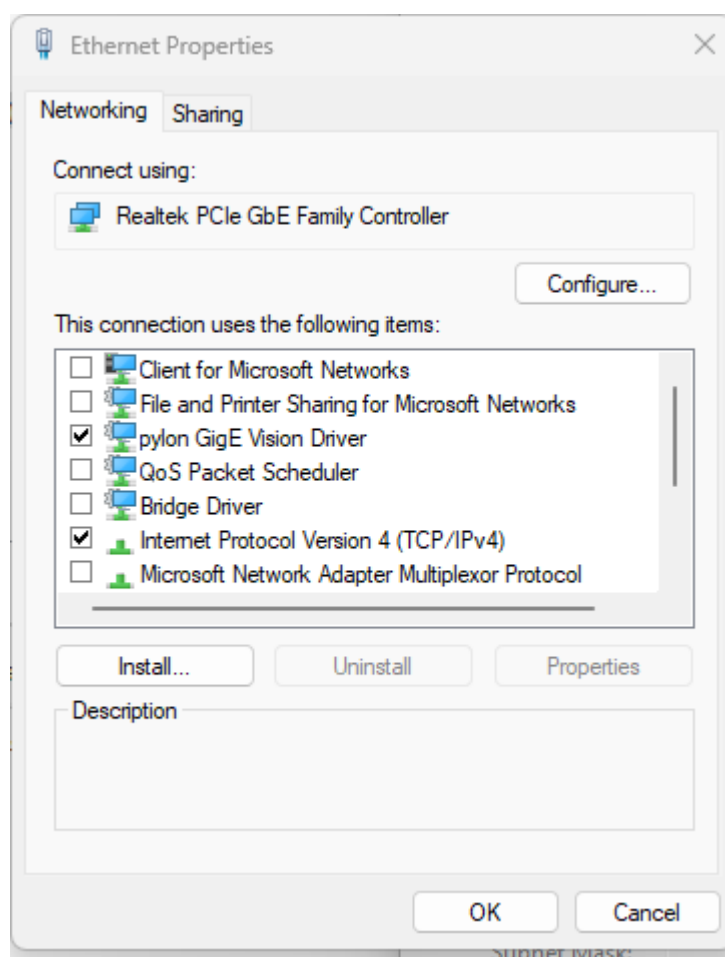 Ethernet Properties
Networking Sharing
Connect using:
Realtek PCIe GbE Family Controller
Configure...
This connection uses the following items:
Client for Microsoft Networks
File and Printer Sharing for Microsoft Networks
pylon GigE Vision Driver
QoS Packet Scheduler
Bridge Driver
Internet Protocol Version 4 (TCP/IPv4)
Microsoft Network Adapter Multiplexor Protocol
Install... Uninstall Properties
Description
OK Cancel
Subnet Mask: